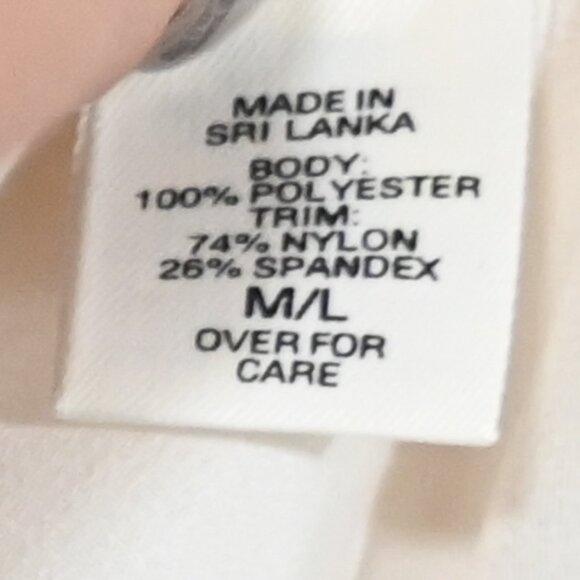 MADE IN
SRI LANKA
BODY:
100% POLYESTER
TRIM:
74% NYLON
26% SPANDEX
M/L
OVER FOR
CARE